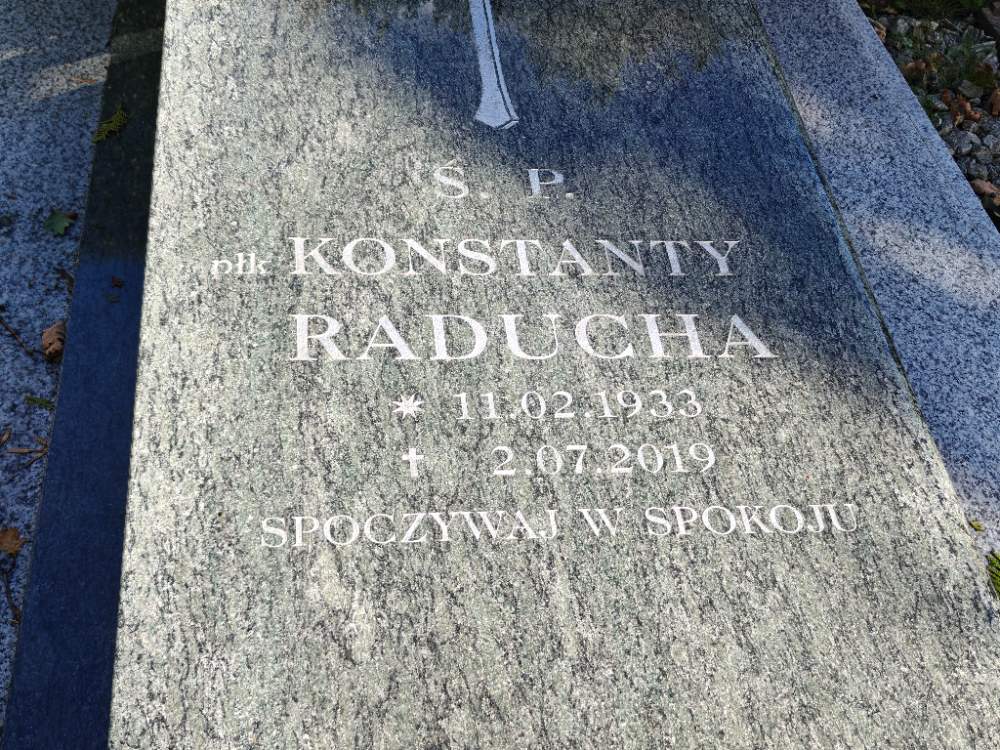 Ś. P.
płk KONSTANTY
RADUCHA
* 11.02.1933
✝ 2.07.2019
SPOCZYWAJ W SPOKOJU